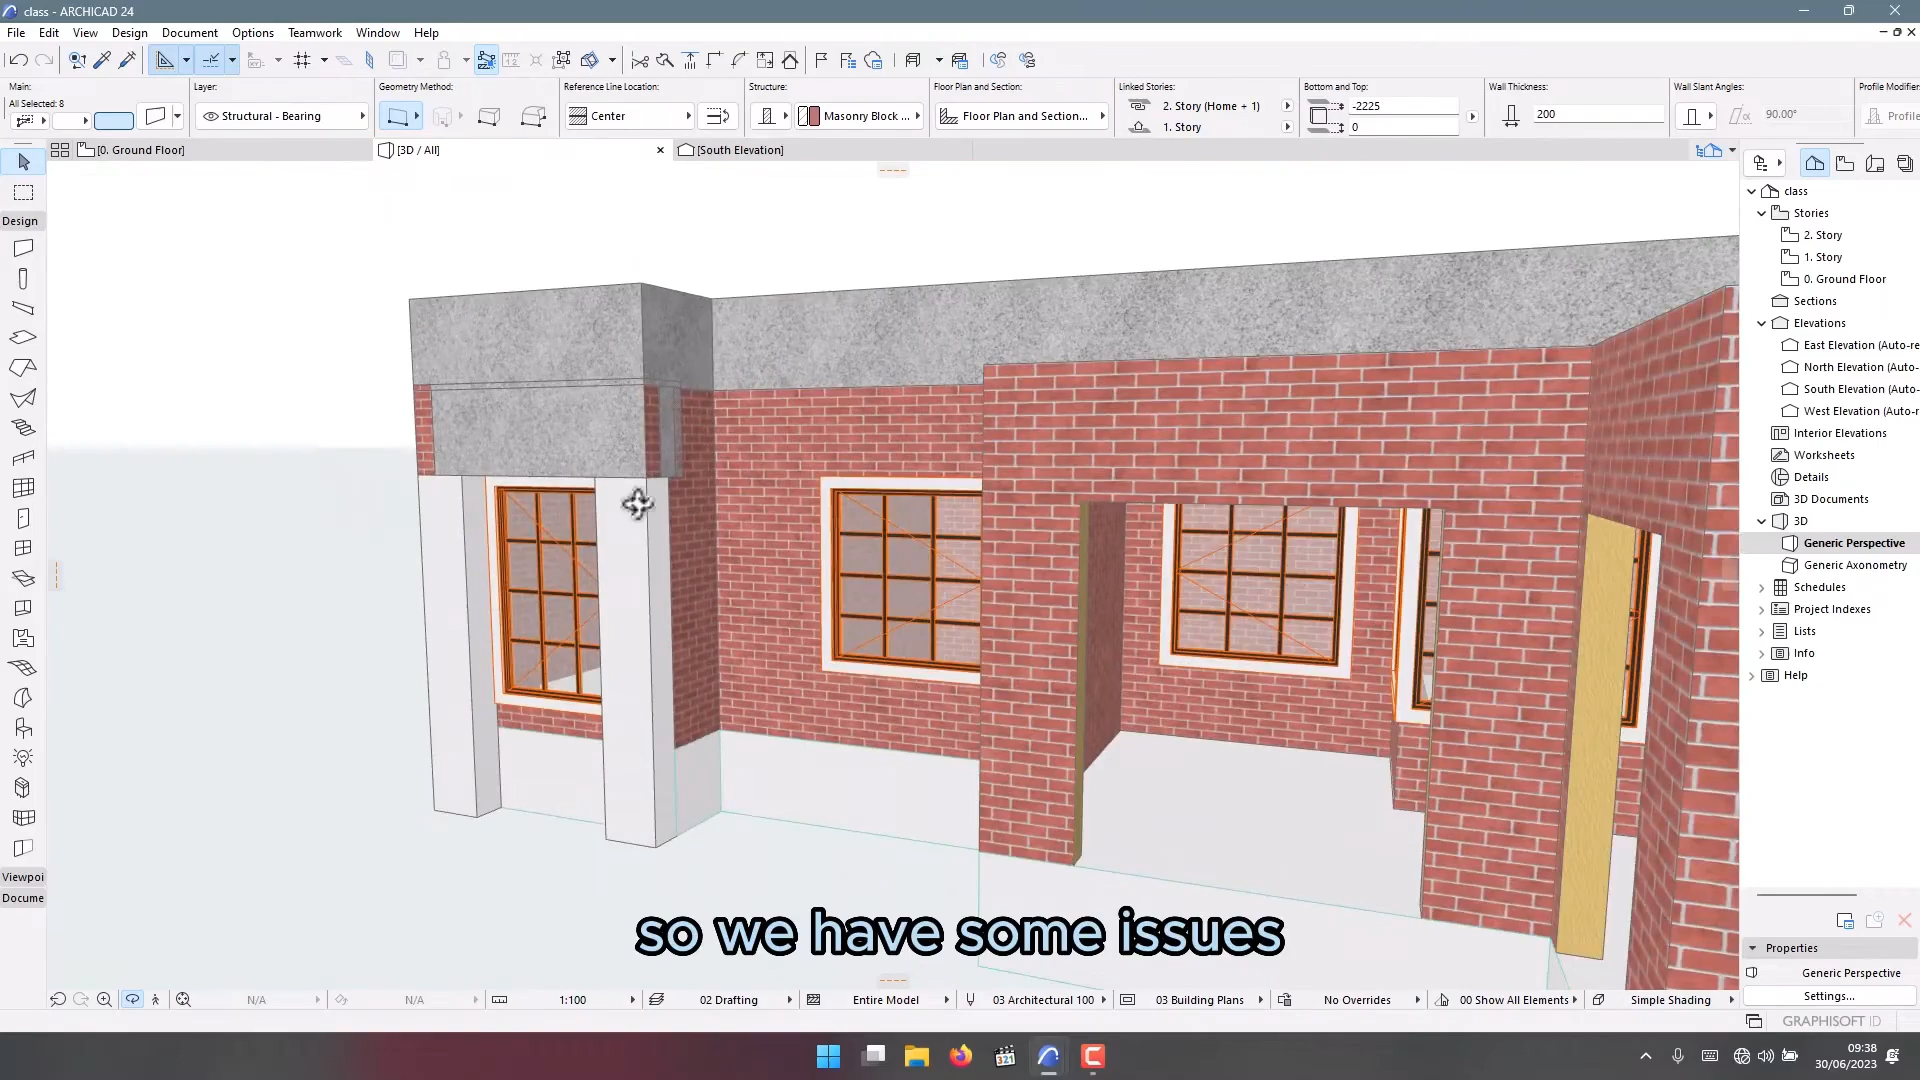 class - ARCHICAD 24
File Edit View Design Document Options Teamwork Window Help
Main:
All Selected: 8
Layer:
Structural - Bearing
Geometry Method:
Reference Line Location:
Center
Structure:
Masonry Block ...
Floor Plan and Section:
Floor Plan and Section...
Linked Stories:
2. Story (Home + 1)
1. Story
Bottom and Top:
-2225
0
Wall Thickness:
200
Wall Slant Angles:
90.00°
Profile Modifier
Profile
[0. Ground Floor]
[3D / All]
[South Elevation]
Design
Viewpoi
Docume
class
Stories
2. Story
1. Story
0. Ground Floor
Sections
Elevations
East Elevation (Auto-re
North Elevation (Auto-
South Elevation (Auto-
West Elevation (Auto-r
Interior Elevations
Worksheets
Details
3D Documents
3D
Generic Perspective
Generic Axonometry
Schedules
Project Indexes
Lists
Info
Help
so we have some issues
Properties
Generic Perspective
Settings...
N/A
N/A
1:100
02 Drafting
Entire Model
03 Architectural 100
03 Building Plans
No Overrides
00 Show All Elements
Simple Shading
GRAPHISOFT ID
321
09:38
30/06/2023